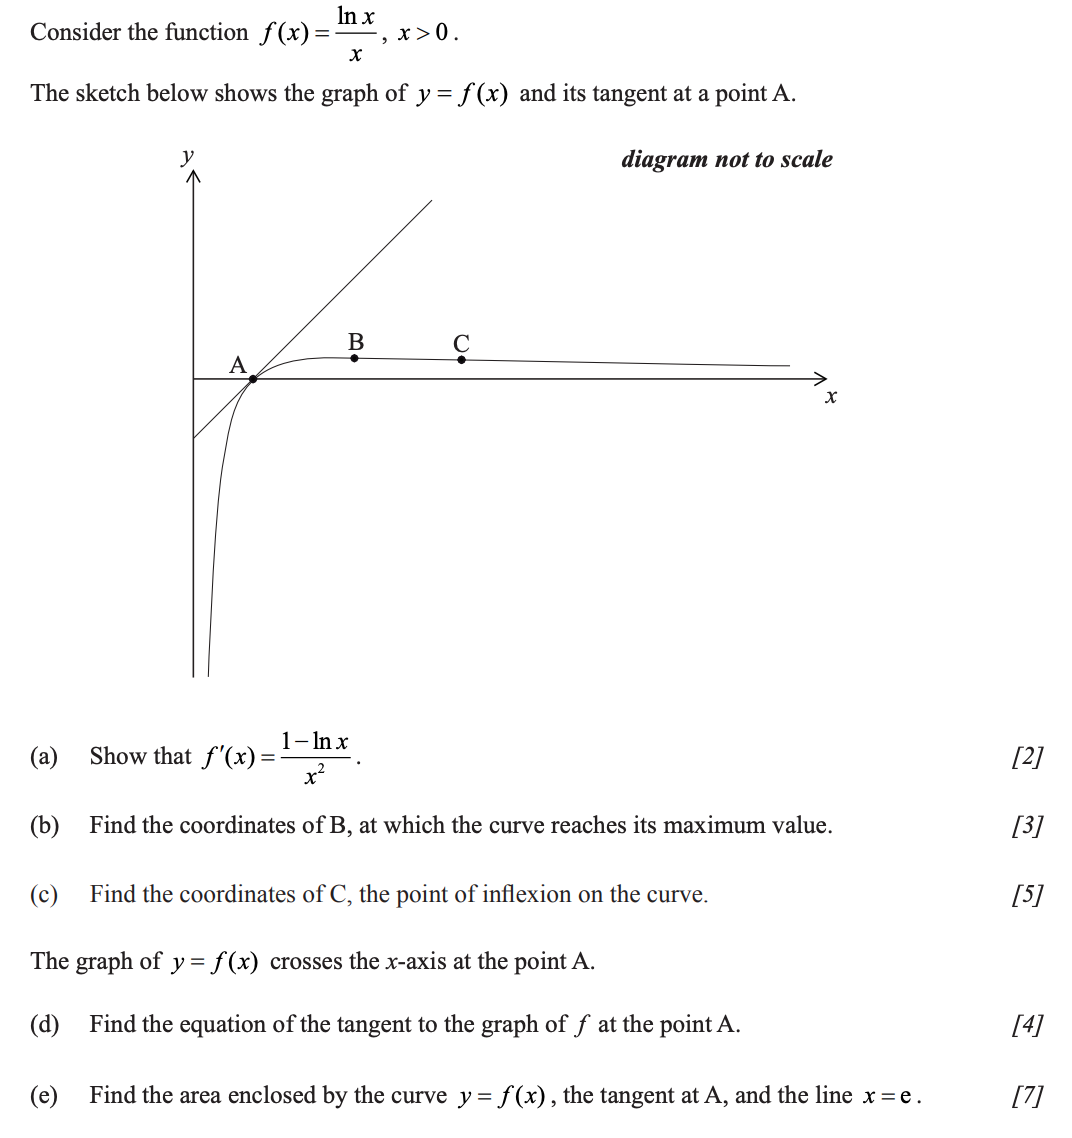 Consider the function f(x) = ln x / x, x > 0.
The sketch below shows the graph of y = f(x) and its tangent at a point A.
y
diagram not to scale
B
C
A
x
(a) Show that f′(x) = (1 − ln x) / x².  [2]
(b) Find the coordinates of B, at which the curve reaches its maximum value.  [3]
(c) Find the coordinates of C, the point of inflexion on the curve.  [5]
The graph of y = f(x) crosses the x-axis at the point A.
(d) Find the equation of the tangent to the graph of f at the point A.  [4]
(e) Find the area enclosed by the curve y = f(x), the tangent at A, and the line x = e.  [7]